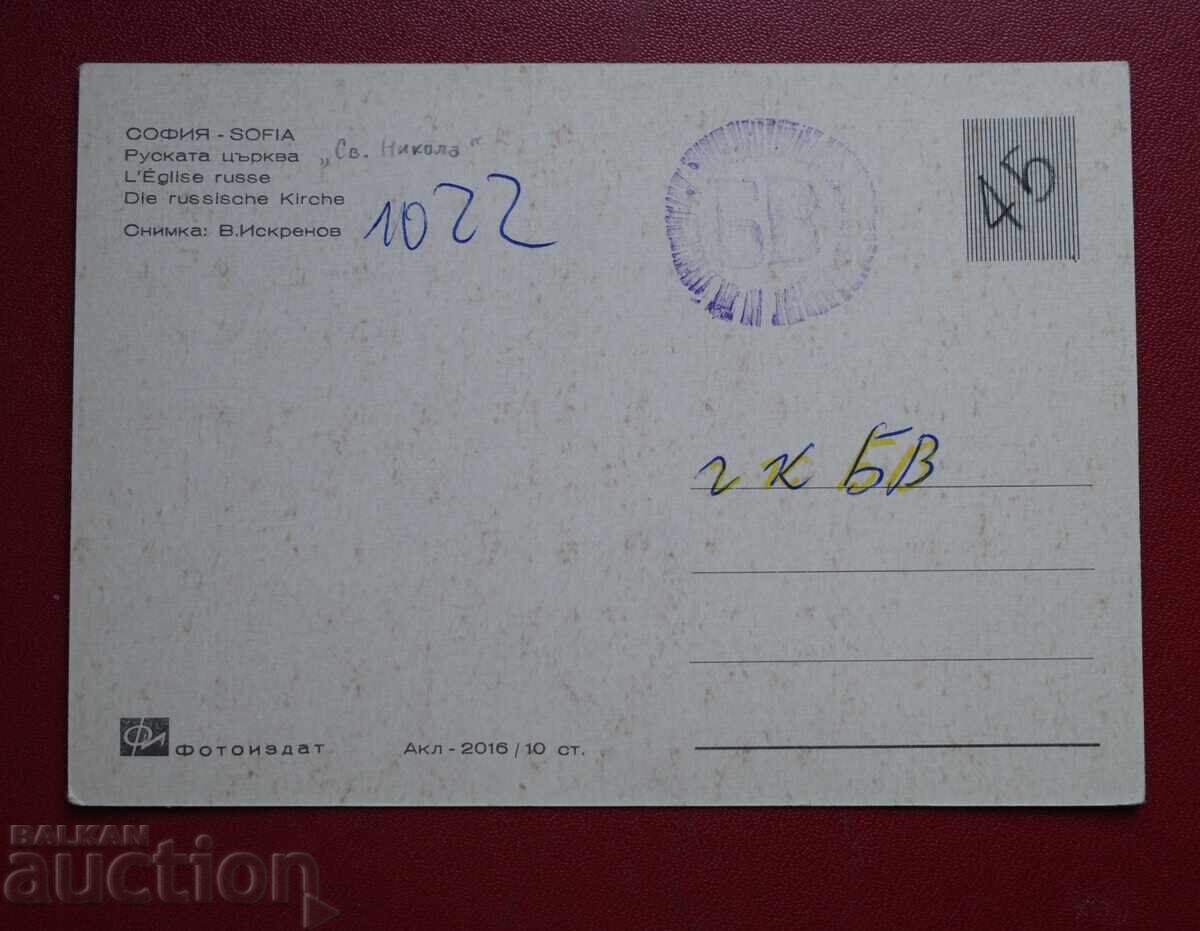 СОФИЯ - SOFIA
Руската църква „Св. Никола"
L'Église russe
Die russische Kirche
Снимка: В.Искренов
1022
БВ
45
г к БВ
Фотоиздат
Акл - 2016 / 10 ст.
BALKAN
auction